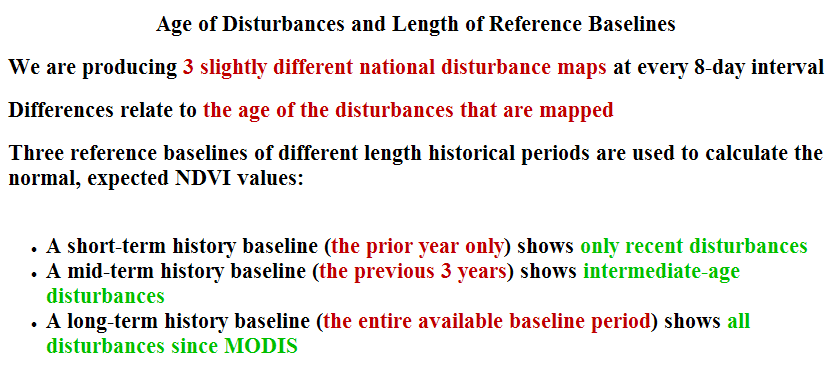 Age of Disturbances and Length of Reference Baselines
We are producing 3 slightly different national disturbance maps at every 8-day interval
Differences relate to the age of the disturbances that are mapped
Three reference baselines of different length historical periods are used to calculate the
normal, expected NDVI values:
• A short-term history baseline (the prior year only) shows only recent disturbances
• A mid-term history baseline (the previous 3 years) shows intermediate-age
disturbances
• A long-term history baseline (the entire available baseline period) shows all
disturbances since MODIS